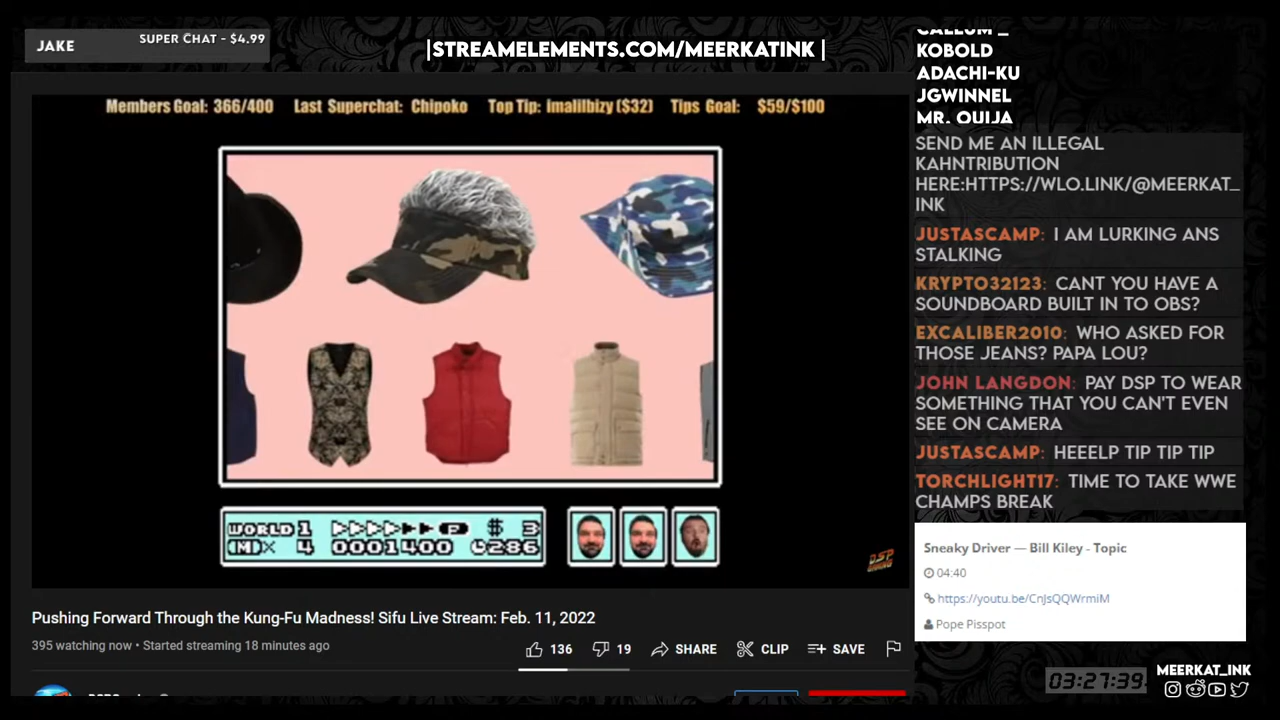 JAKE
SUPER CHAT - $4.99
|STREAMELEMENTS.COM/MEERKATINK |
CALLUM _
KOBOLD
ADACHI-KU
JGWINNEL
MR. OUIJA
Members Goal: 366/400 Last Superchat: Chipoko Top Tip: imalilbizy ($32) Tips Goal: $59/$100
SEND ME AN ILLEGAL
KAHNTRIBUTION
HERE:HTTPS://WLO.LINK/@MEERKAT_
INK
JUSTASCAMP: I AM LURKING ANS
STALKING
KRYPTO32123: CANT YOU HAVE A
SOUNDBOARD BUILT IN TO OBS?
EXCALIBER2010: WHO ASKED FOR
THOSE JEANS? PAPA LOU?
JOHN LANGDON: PAY DSP TO WEAR
SOMETHING THAT YOU CAN'T EVEN
SEE ON CAMERA
JUSTASCAMP: HEEELP TIP TIP TIP
TORCHLIGHT17: TIME TO TAKE WWE
CHAMPS BREAK
WORLD 1 P $ 3
M x 4 0001400 286
DSP
GAMING
Sneaky Driver — Bill Kiley - Topic
04:40
https://youtu.be/CnJsQQWrmiM
Pope Pisspot
Pushing Forward Through the Kung-Fu Madness! Sifu Live Stream: Feb. 11, 2022
395 watching now • Started streaming 18 minutes ago
136 19 SHARE CLIP SAVE
03:27:39
MEERKAT_INK